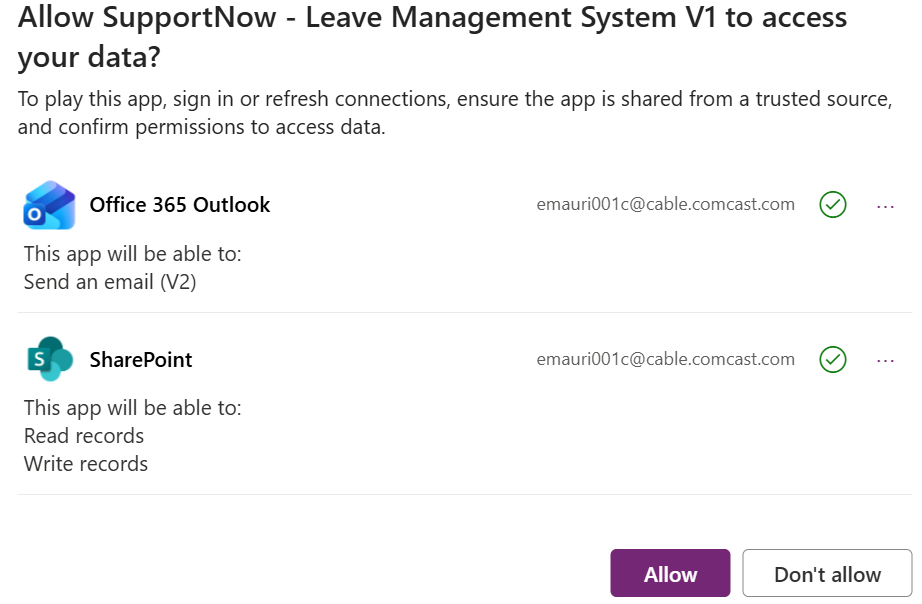 Allow SupportNow - Leave Management System V1 to access
your data?
To play this app, sign in or refresh connections, ensure the app is shared from a trusted source,
and confirm permissions to access data.
Office 365 Outlook emauri001c@cable.comcast.com ...
This app will be able to:
Send an email (V2)
SharePoint emauri001c@cable.comcast.com ...
This app will be able to:
Read records
Write records
Allow Don't allow